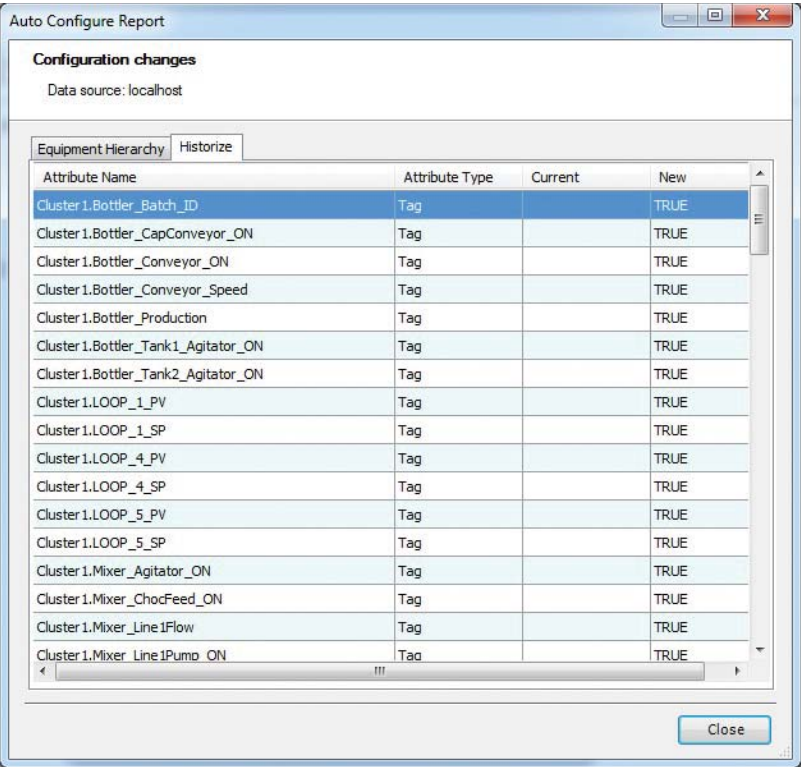 Auto Configure Report
Configuration changes
Data source: localhost
Equipment Hierarchy Historize
Attribute Name Attribute Type Current New
Cluster1.Bottler_Batch_ID Tag TRUE
Cluster1.Bottler_CapConveyor_ON Tag TRUE
Cluster1.Bottler_Conveyor_ON Tag TRUE
Cluster1.Bottler_Conveyor_Speed Tag TRUE
Cluster1.Bottler_Production Tag TRUE
Cluster1.Bottler_Tank1_Agitator_ON Tag TRUE
Cluster1.Bottler_Tank2_Agitator_ON Tag TRUE
Cluster1.LOOP_1_PV Tag TRUE
Cluster1.LOOP_1_SP Tag TRUE
Cluster1.LOOP_4_PV Tag TRUE
Cluster1.LOOP_4_SP Tag TRUE
Cluster1.LOOP_5_PV Tag TRUE
Cluster1.LOOP_5_SP Tag TRUE
Cluster1.Mixer_Agitator_ON Tag TRUE
Cluster1.Mixer_ChocFeed_ON Tag TRUE
Cluster1.Mixer_Line1Flow Tag TRUE
Cluster1.Mixer_Line1Pump_ON Tag TRUE
Close